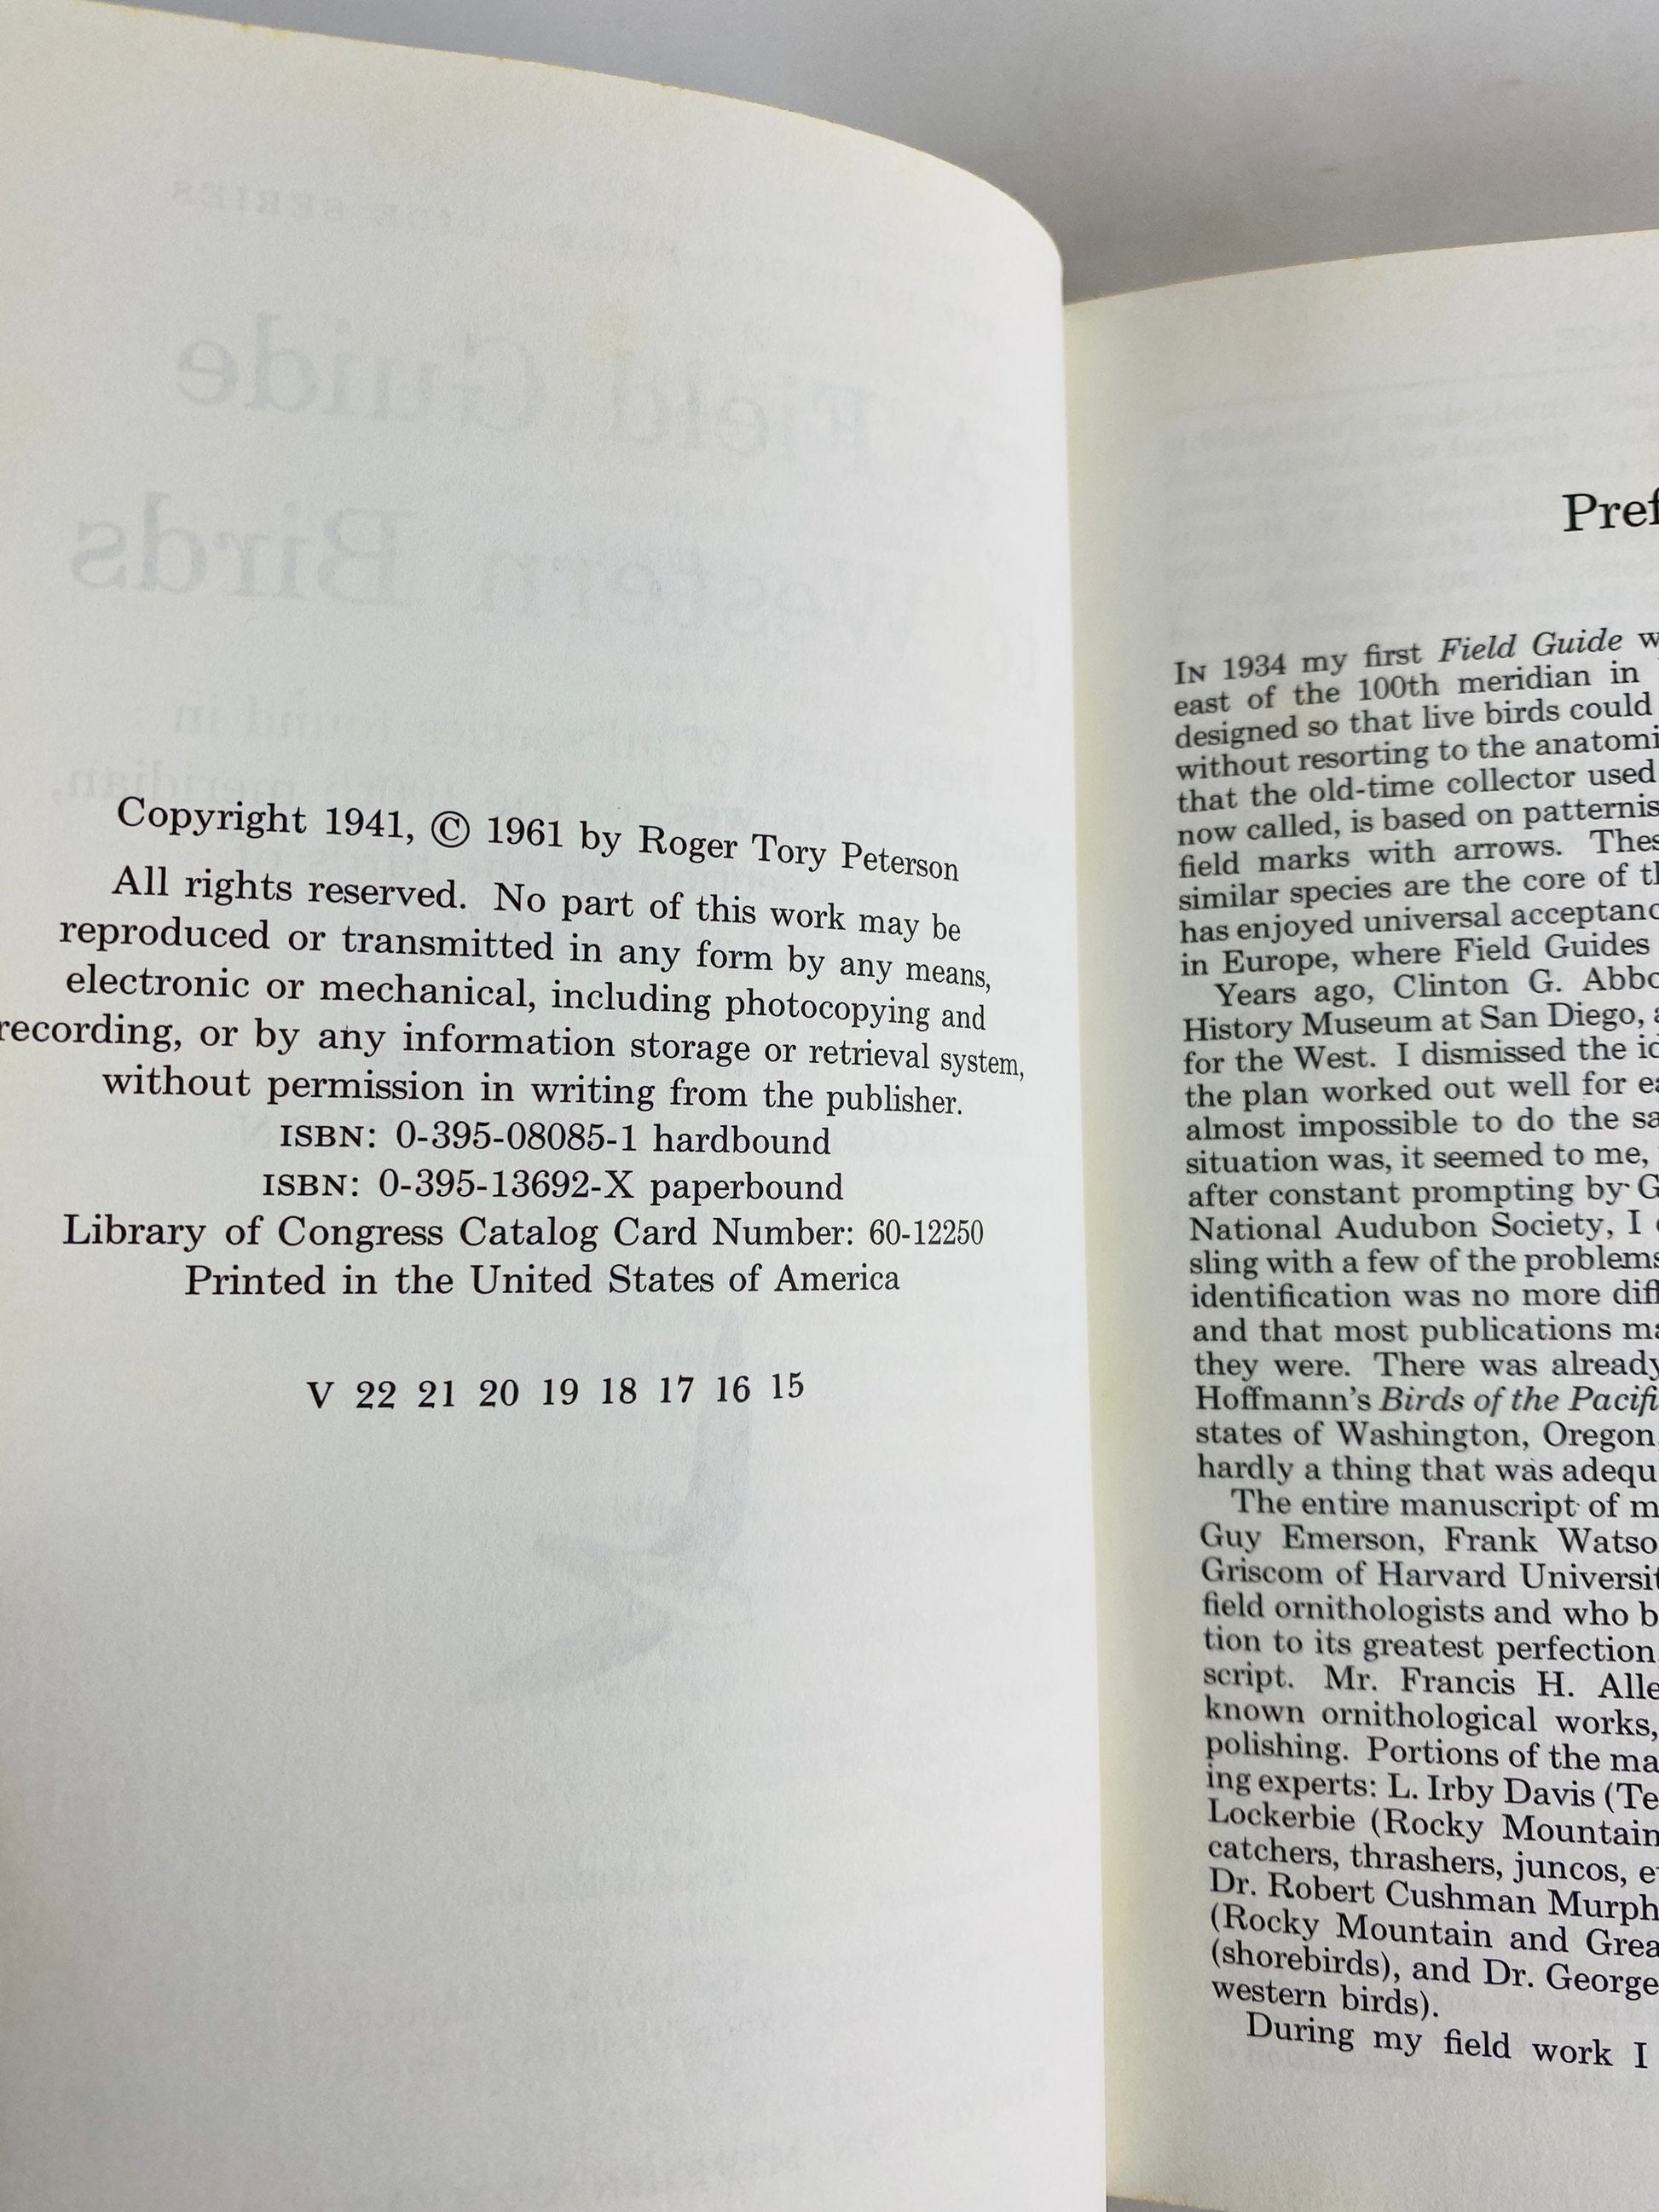 Copyright 1941, © 1961 by Roger Tory Peterson
All rights reserved. No part of this work may be
reproduced or transmitted in any form by any means,
electronic or mechanical, including photocopying and
recording, or by any information storage or retrieval system,
without permission in writing from the publisher.
ISBN: 0-395-08085-1 hardbound
ISBN: 0-395-13692-X paperbound
Library of Congress Catalog Card Number: 60-12250
Printed in the United States of America
V 22 21 20 19 18 17 16 15
Pref
IN 1934 my first Field Guide w
east of the 100th meridian in
designed so that live birds could
without resorting to the anatomi
that the old-time collector used
now called, is based on patternis
field marks with arrows. Thes
similar species are the core of th
has enjoyed universal acceptanc
in Europe, where Field Guides
Years ago, Clinton G. Abbo
History Museum at San Diego, a
for the West. I dismissed the id
the plan worked out well for ea
almost impossible to do the sa
situation was, it seemed to me,
after constant prompting by G
National Audubon Society, I
sling with a few of the problems
identification was no more diff
and that most publications ma
they were. There was already
Hoffmann's Birds of the Pacifi
states of Washington, Oregon,
hardly a thing that was adequ
The entire manuscript of m
Guy Emerson, Frank Watso
Griscom of Harvard Universit
field ornithologists and who b
tion to its greatest perfection,
script. Mr. Francis H. Alle
known ornithological works,
polishing. Portions of the ma
ing experts: L. Irby Davis (Te
Lockerbie (Rocky Mountain
catchers, thrashers, juncos, e
Dr. Robert Cushman Murph
(Rocky Mountain and Grea
(shorebirds), and Dr. George
western birds).
During my field work I